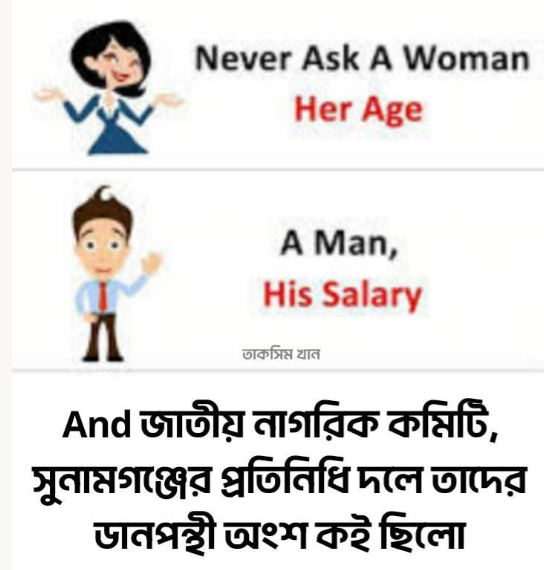 Never Ask A Woman
Her Age
A Man,
His Salary
তাকসিম খান
And জাতীয় নাগরিক কমিটি,
সুনামগঞ্জের প্রতিনিধি দলে তাদের
ডানপন্থী অংশ কই ছিলো